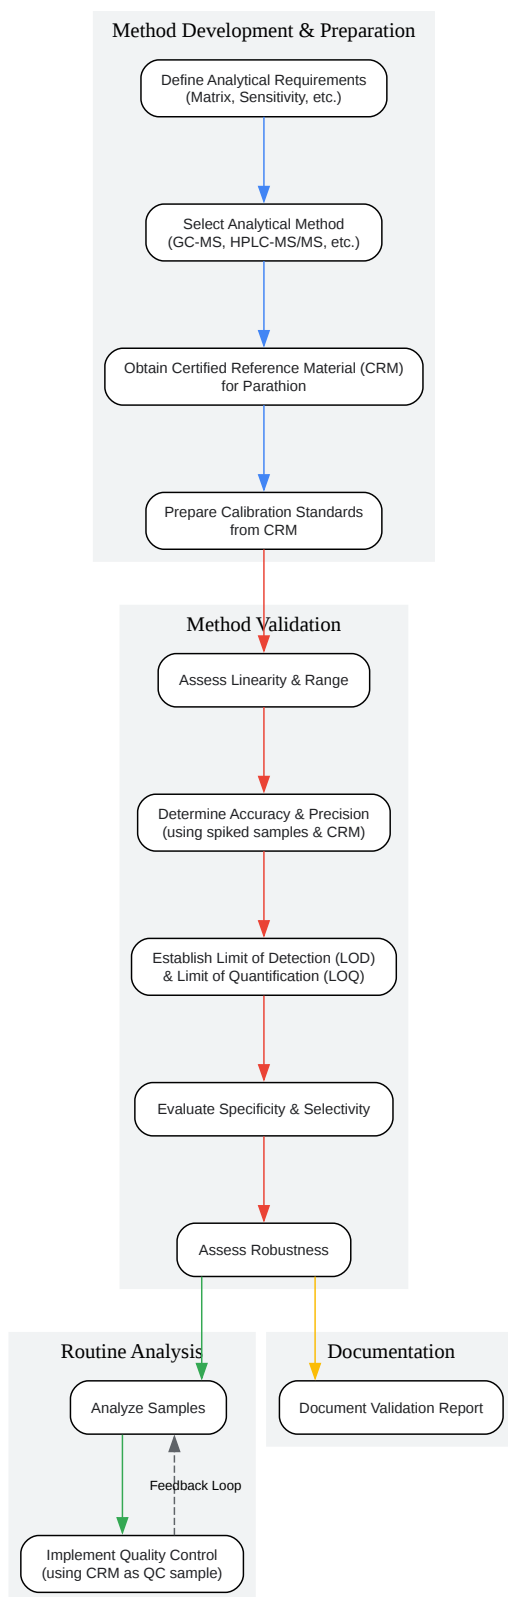 Method Development & Preparation
Define Analytical Requirements
(Matrix, Sensitivity, etc.)
Select Analytical Method
(GC-MS, HPLC-MS/MS, etc.)
Obtain Certified Reference Material (CRM)
for Parathion
Prepare Calibration Standards
from CRM
Method Validation
Assess Linearity & Range
Determine Accuracy & Precision
(using spiked samples & CRM)
Establish Limit of Detection (LOD)
& Limit of Quantification (LOQ)
Evaluate Specificity & Selectivity
Assess Robustness
Routine Analysis
Analyze Samples
Feedback Loop
Implement Quality Control
(using CRM as QC sample)
Documentation
Document Validation Report